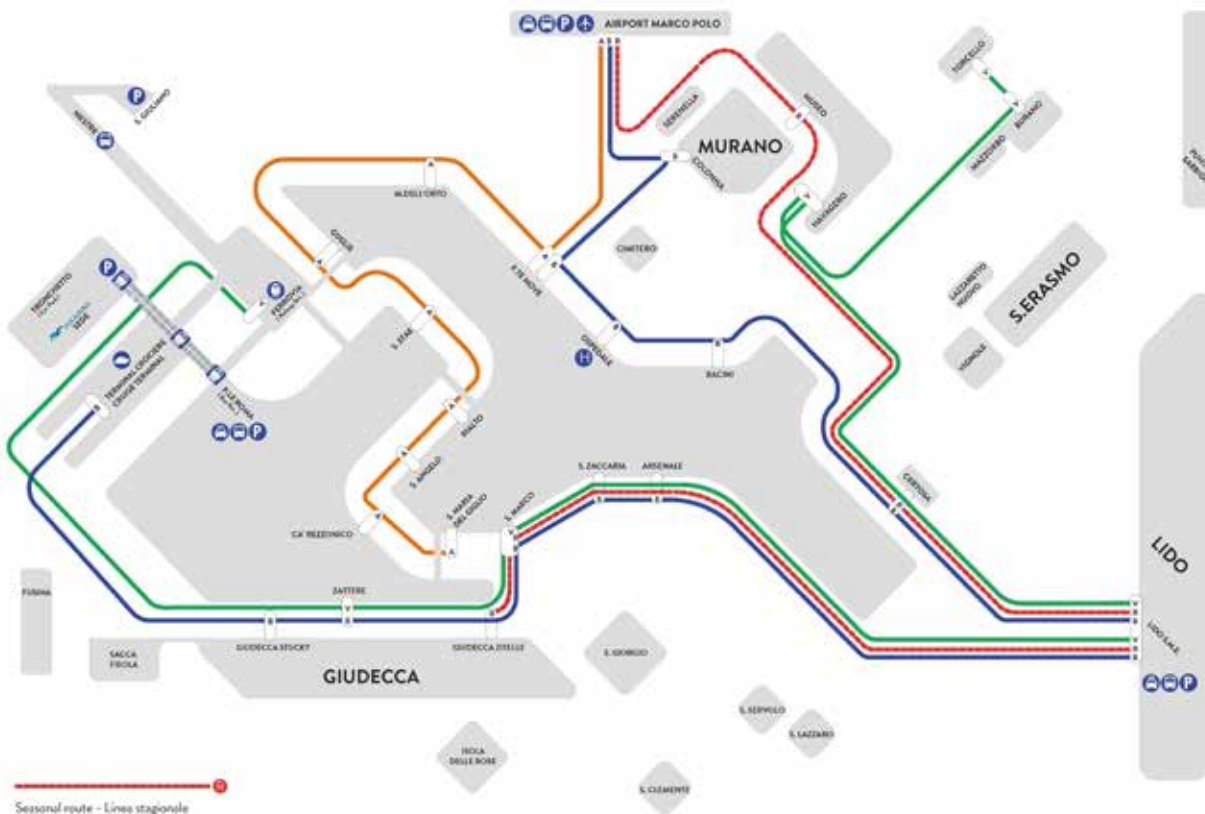 AIRPORT MARCO POLO
A B R
TORCELLO
BURANO
MAZZORBO
MUSEO
SERENELLA
MURANO
COLONNA
NAVAGERO
S. GIULIANO
MESTRE
M.DELL'ORTO
GUGLIE
CIMITERO
F.TE NOVE
LAZZARETTO
NUOVO
S.ERASMO
VIGNOLE
TRONCHETTO
SEDE
FERROVIA
S. STAE
OSPEDALE
H
BACINI
TERMINAL CROCIERE
CRUISE TERMINAL
P.LE ROMA
RIALTO
S. ANGELO
S. ZACCARIA
ARSENALE
CERTOSA
S. MARIA
DEL GIGLIO
S. MARCO
CA' REZZONICO
LIDO
FUSINA
ZATTERE
LIDO S.M.E.
SACCA
FISOLA
GIUDECCA STUCKY
GIUDECCA ZITELLE
GIUDECCA
S. GIORGIO
S. SERVOLO
S. LAZZARO
ISOLA
DELLE ROSE
S. CLEMENTE
R
Seasonal route - Linea stagionale